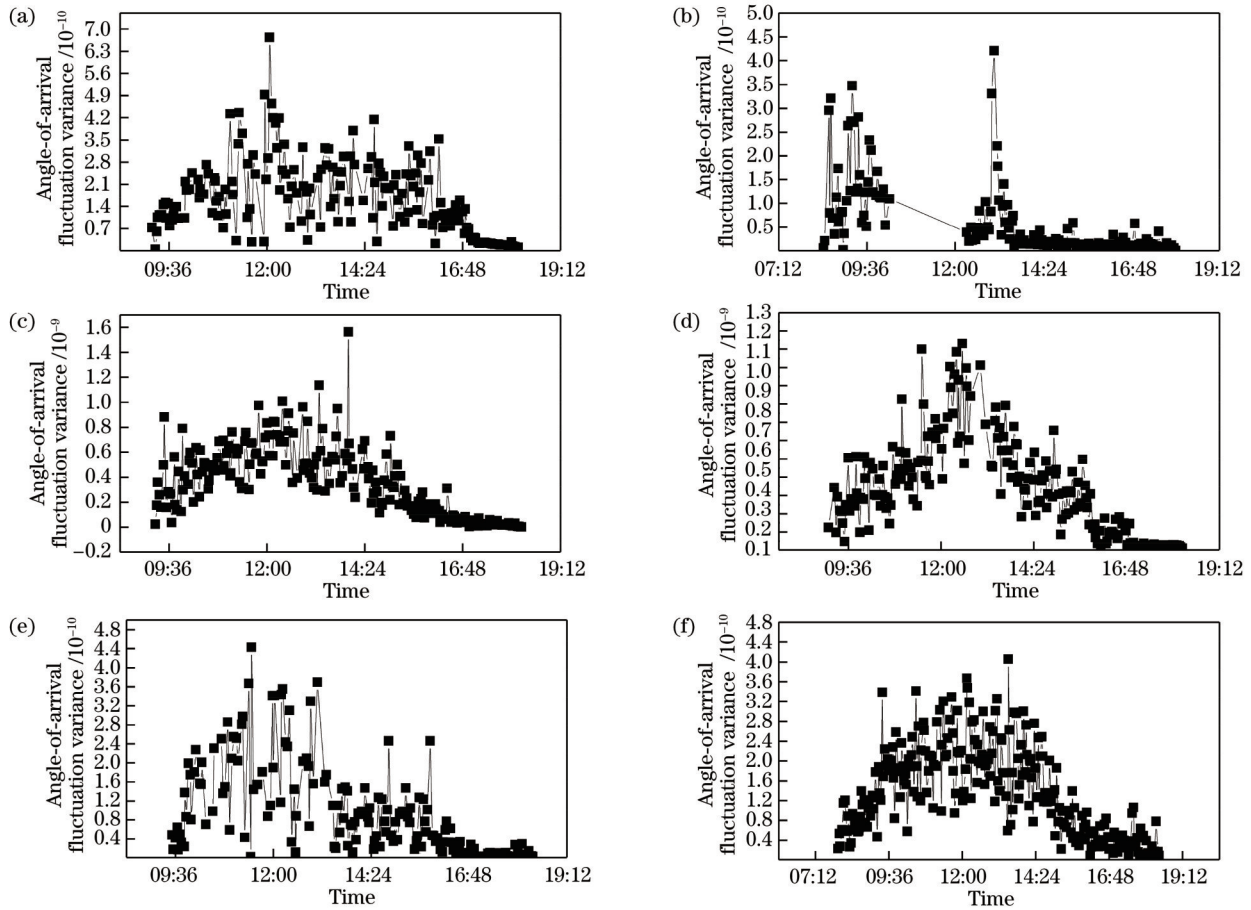 (a)
Angle-of-arrival
fluctuation variance /10⁻¹⁰
7.0
6.3
5.6
4.9
4.2
3.5
2.8
2.1
1.4
0.7
09:36 12:00 14:24 16:48 19:12
Time
(b)
Angle-of-arrival
fluctuation variance /10⁻¹⁰
5.0
4.5
4.0
3.5
3.0
2.5
2.0
1.5
1.0
0.5
07:12 09:36 12:00 14:24 16:48 19:12
Time
(c)
Angle-of-arrival
fluctuation variance /10⁻⁹
1.6
1.4
1.2
1.0
0.8
0.6
0.4
0.2
0
−0.2
09:36 12:00 14:24 16:48 19:12
Time
(d)
Angle-of-arrival
fluctuation variance /10⁻⁹
1.3
1.2
1.1
1.0
0.9
0.8
0.7
0.6
0.5
0.4
0.3
0.2
0.1
09:36 12:00 14:24 16:48 19:12
Time
(e)
Angle-of-arrival
fluctuation variance /10⁻¹⁰
4.8
4.4
4.0
3.6
3.2
2.8
2.4
2.0
1.6
1.2
0.8
0.4
09:36 12:00 14:24 16:48 19:12
Time
(f)
Angle-of-arrival
fluctuation variance /10⁻¹⁰
4.8
4.4
4.0
3.6
3.2
2.8
2.4
2.0
1.6
1.2
0.8
0.4
07:12 09:36 12:00 14:24 16:48 19:12
Time